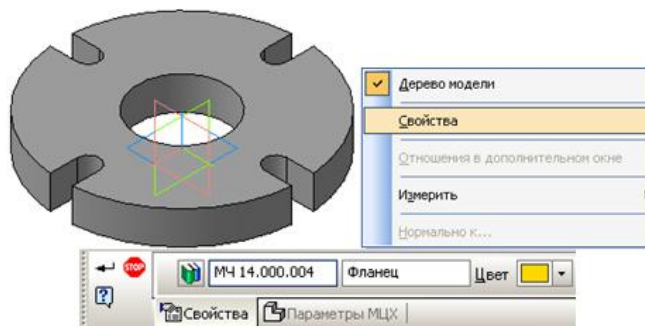 Дерево модели
Свойства
Отношения в дополнительном окне
Измерить
Нормально к...
STOP МЧ 14.000.004 Фланец Цвет
Свойства Параметры МЦХ